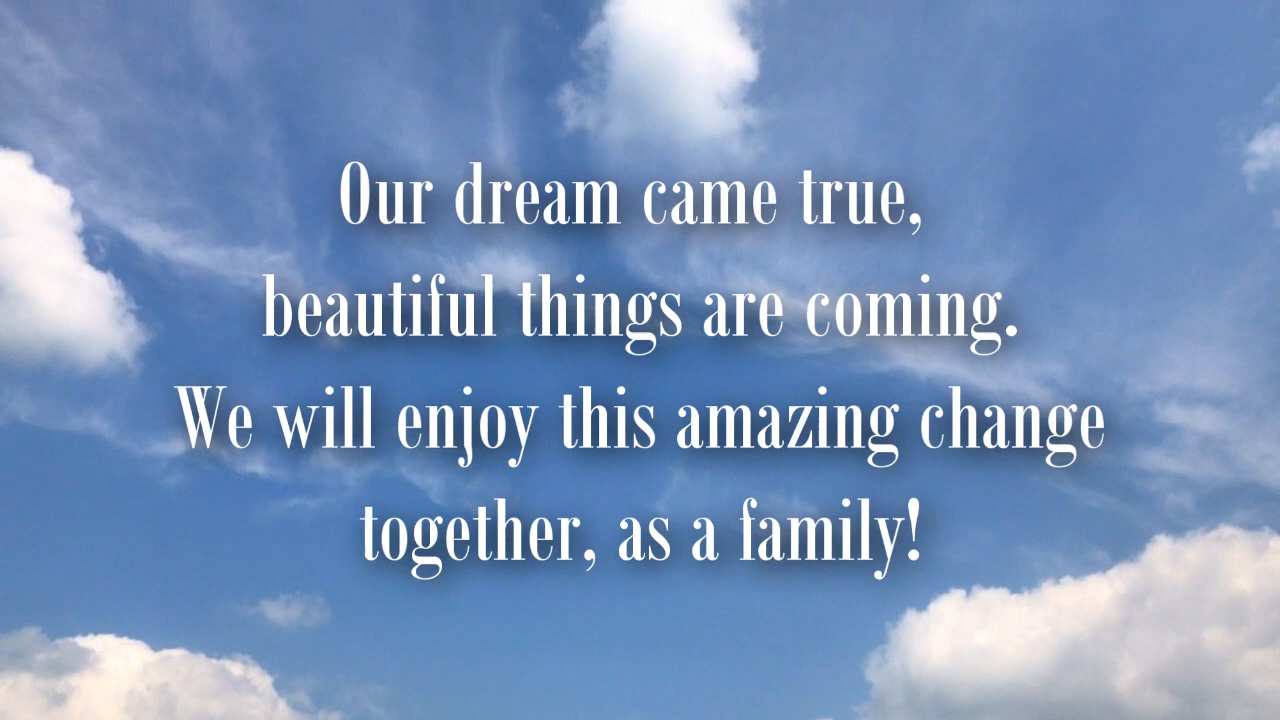 Our dream came true,
beautiful things are coming.
We will enjoy this amazing change
together, as a family!